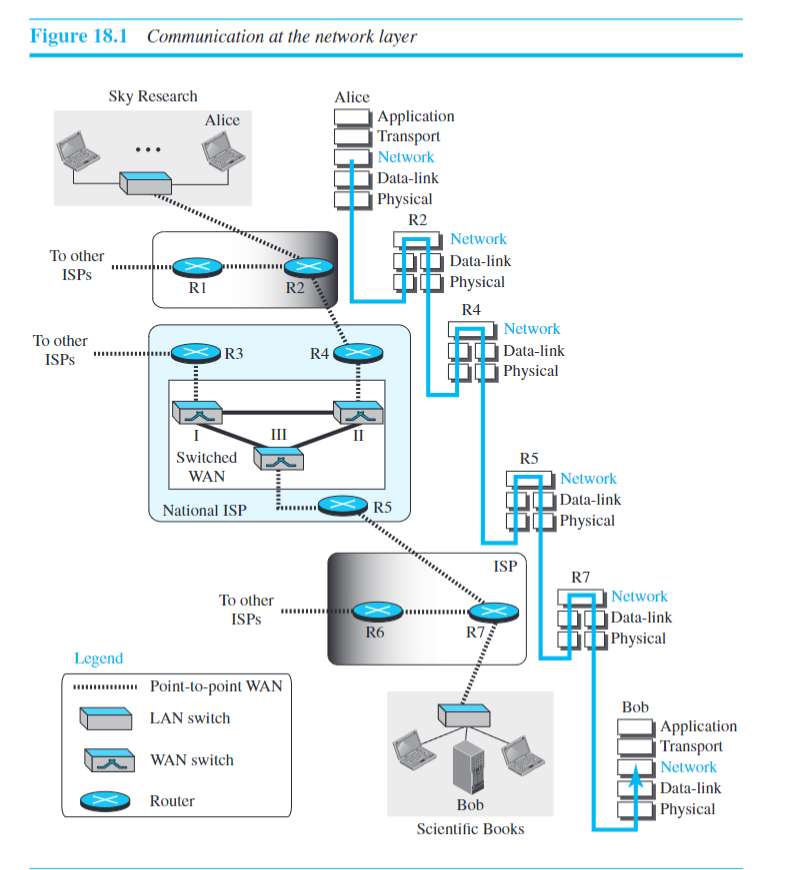 Figure 18.1 Communication at the network layer
Sky Research
Alice
Alice
Application
Transport
Network
Data-link
Physical
R2
Network
Data-link
Physical
To other
ISPs
R1
R2
R4
Network
Data-link
Physical
To other
ISPs
R3
R4
I
III
II
Switched
WAN
National ISP
R5
R5
Network
Data-link
Physical
ISP
To other
ISPs
R6
R7
R7
Network
Data-link
Physical
Legend
Point-to-point WAN
LAN switch
WAN switch
Router
Bob
Scientific Books
Bob
Application
Transport
Network
Data-link
Physical